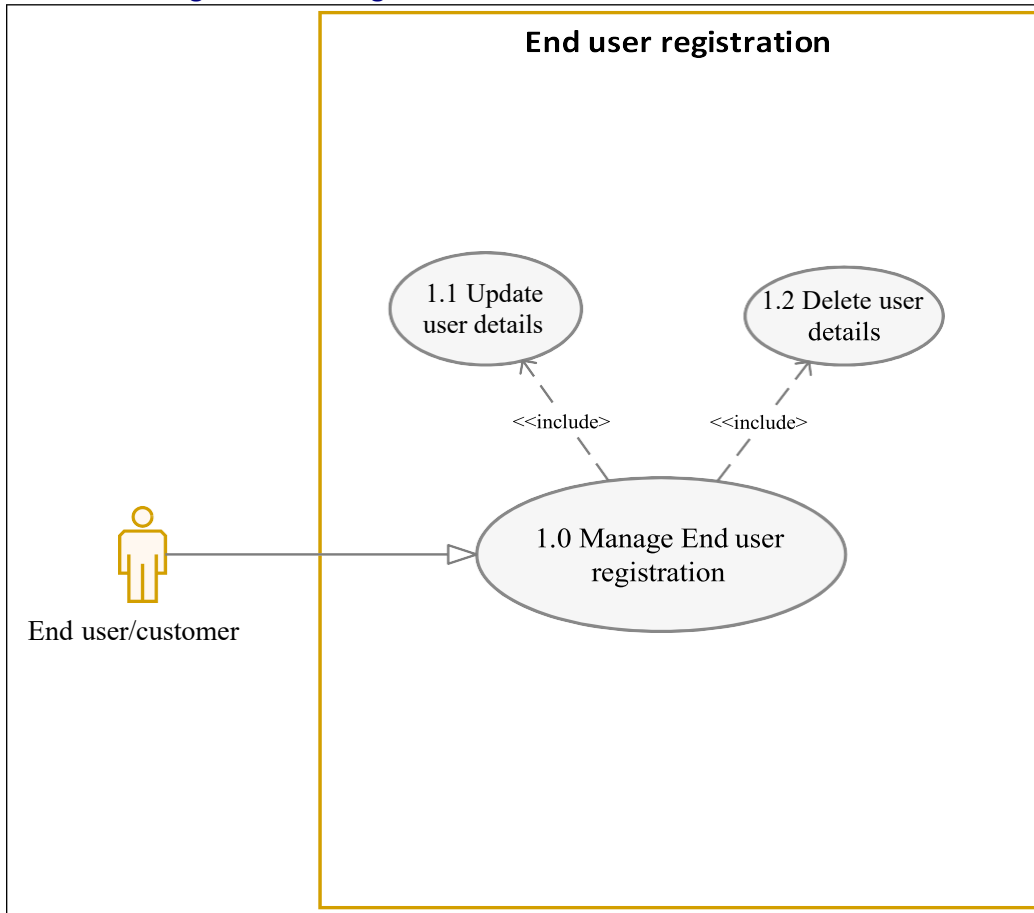 End user registration
1.1 Update
user details
1.2 Delete user
details
<<include>
<<include>
1.0 Manage End user
registration
End user/customer